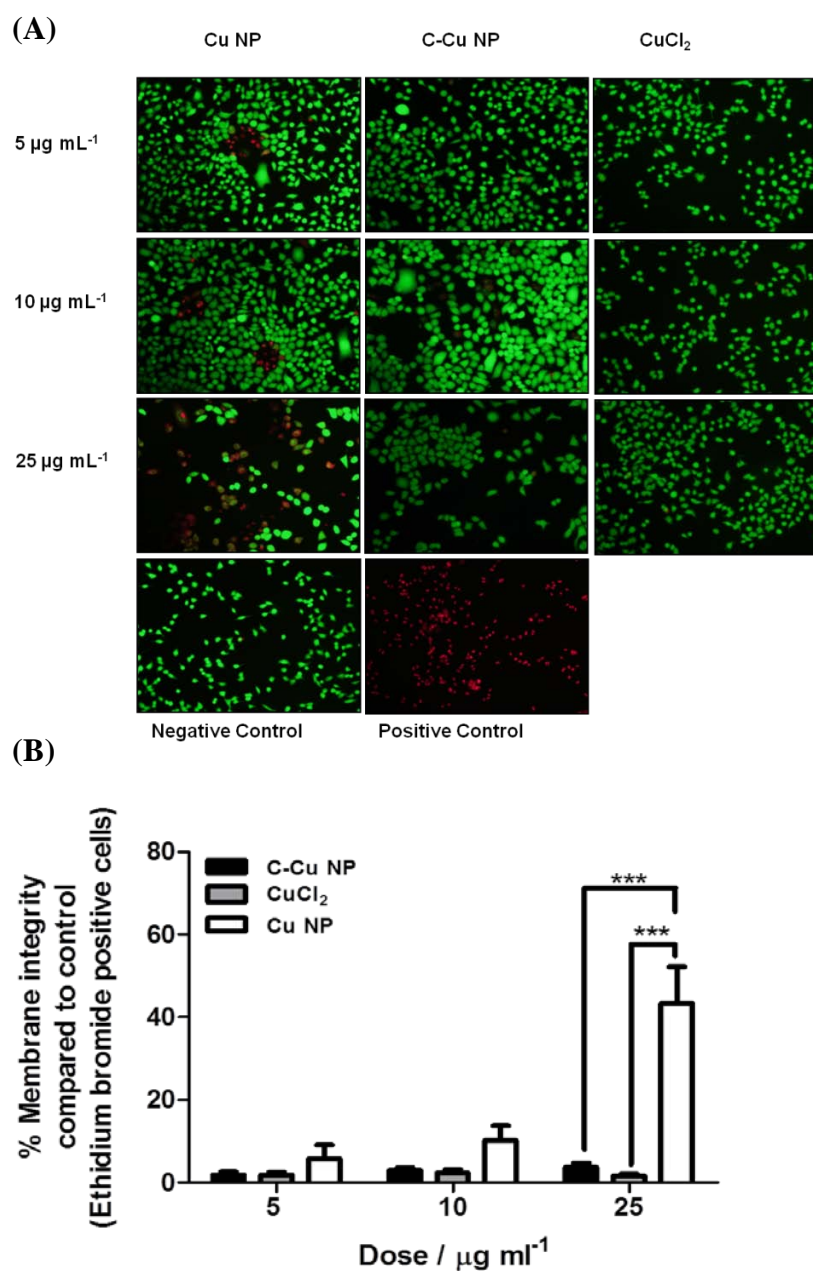 (A)
Cu NP C-Cu NP CuCl₂
5 µg mL⁻¹
10 µg mL⁻¹
25 µg mL⁻¹
Negative Control Positive Control
(B)
% Membrane integrity
compared to control
(Ethidium bromide positive cells)
80
60
40
20
0
C-Cu NP
CuCl₂
Cu NP
***
***
5 10 25
Dose / µg ml⁻¹